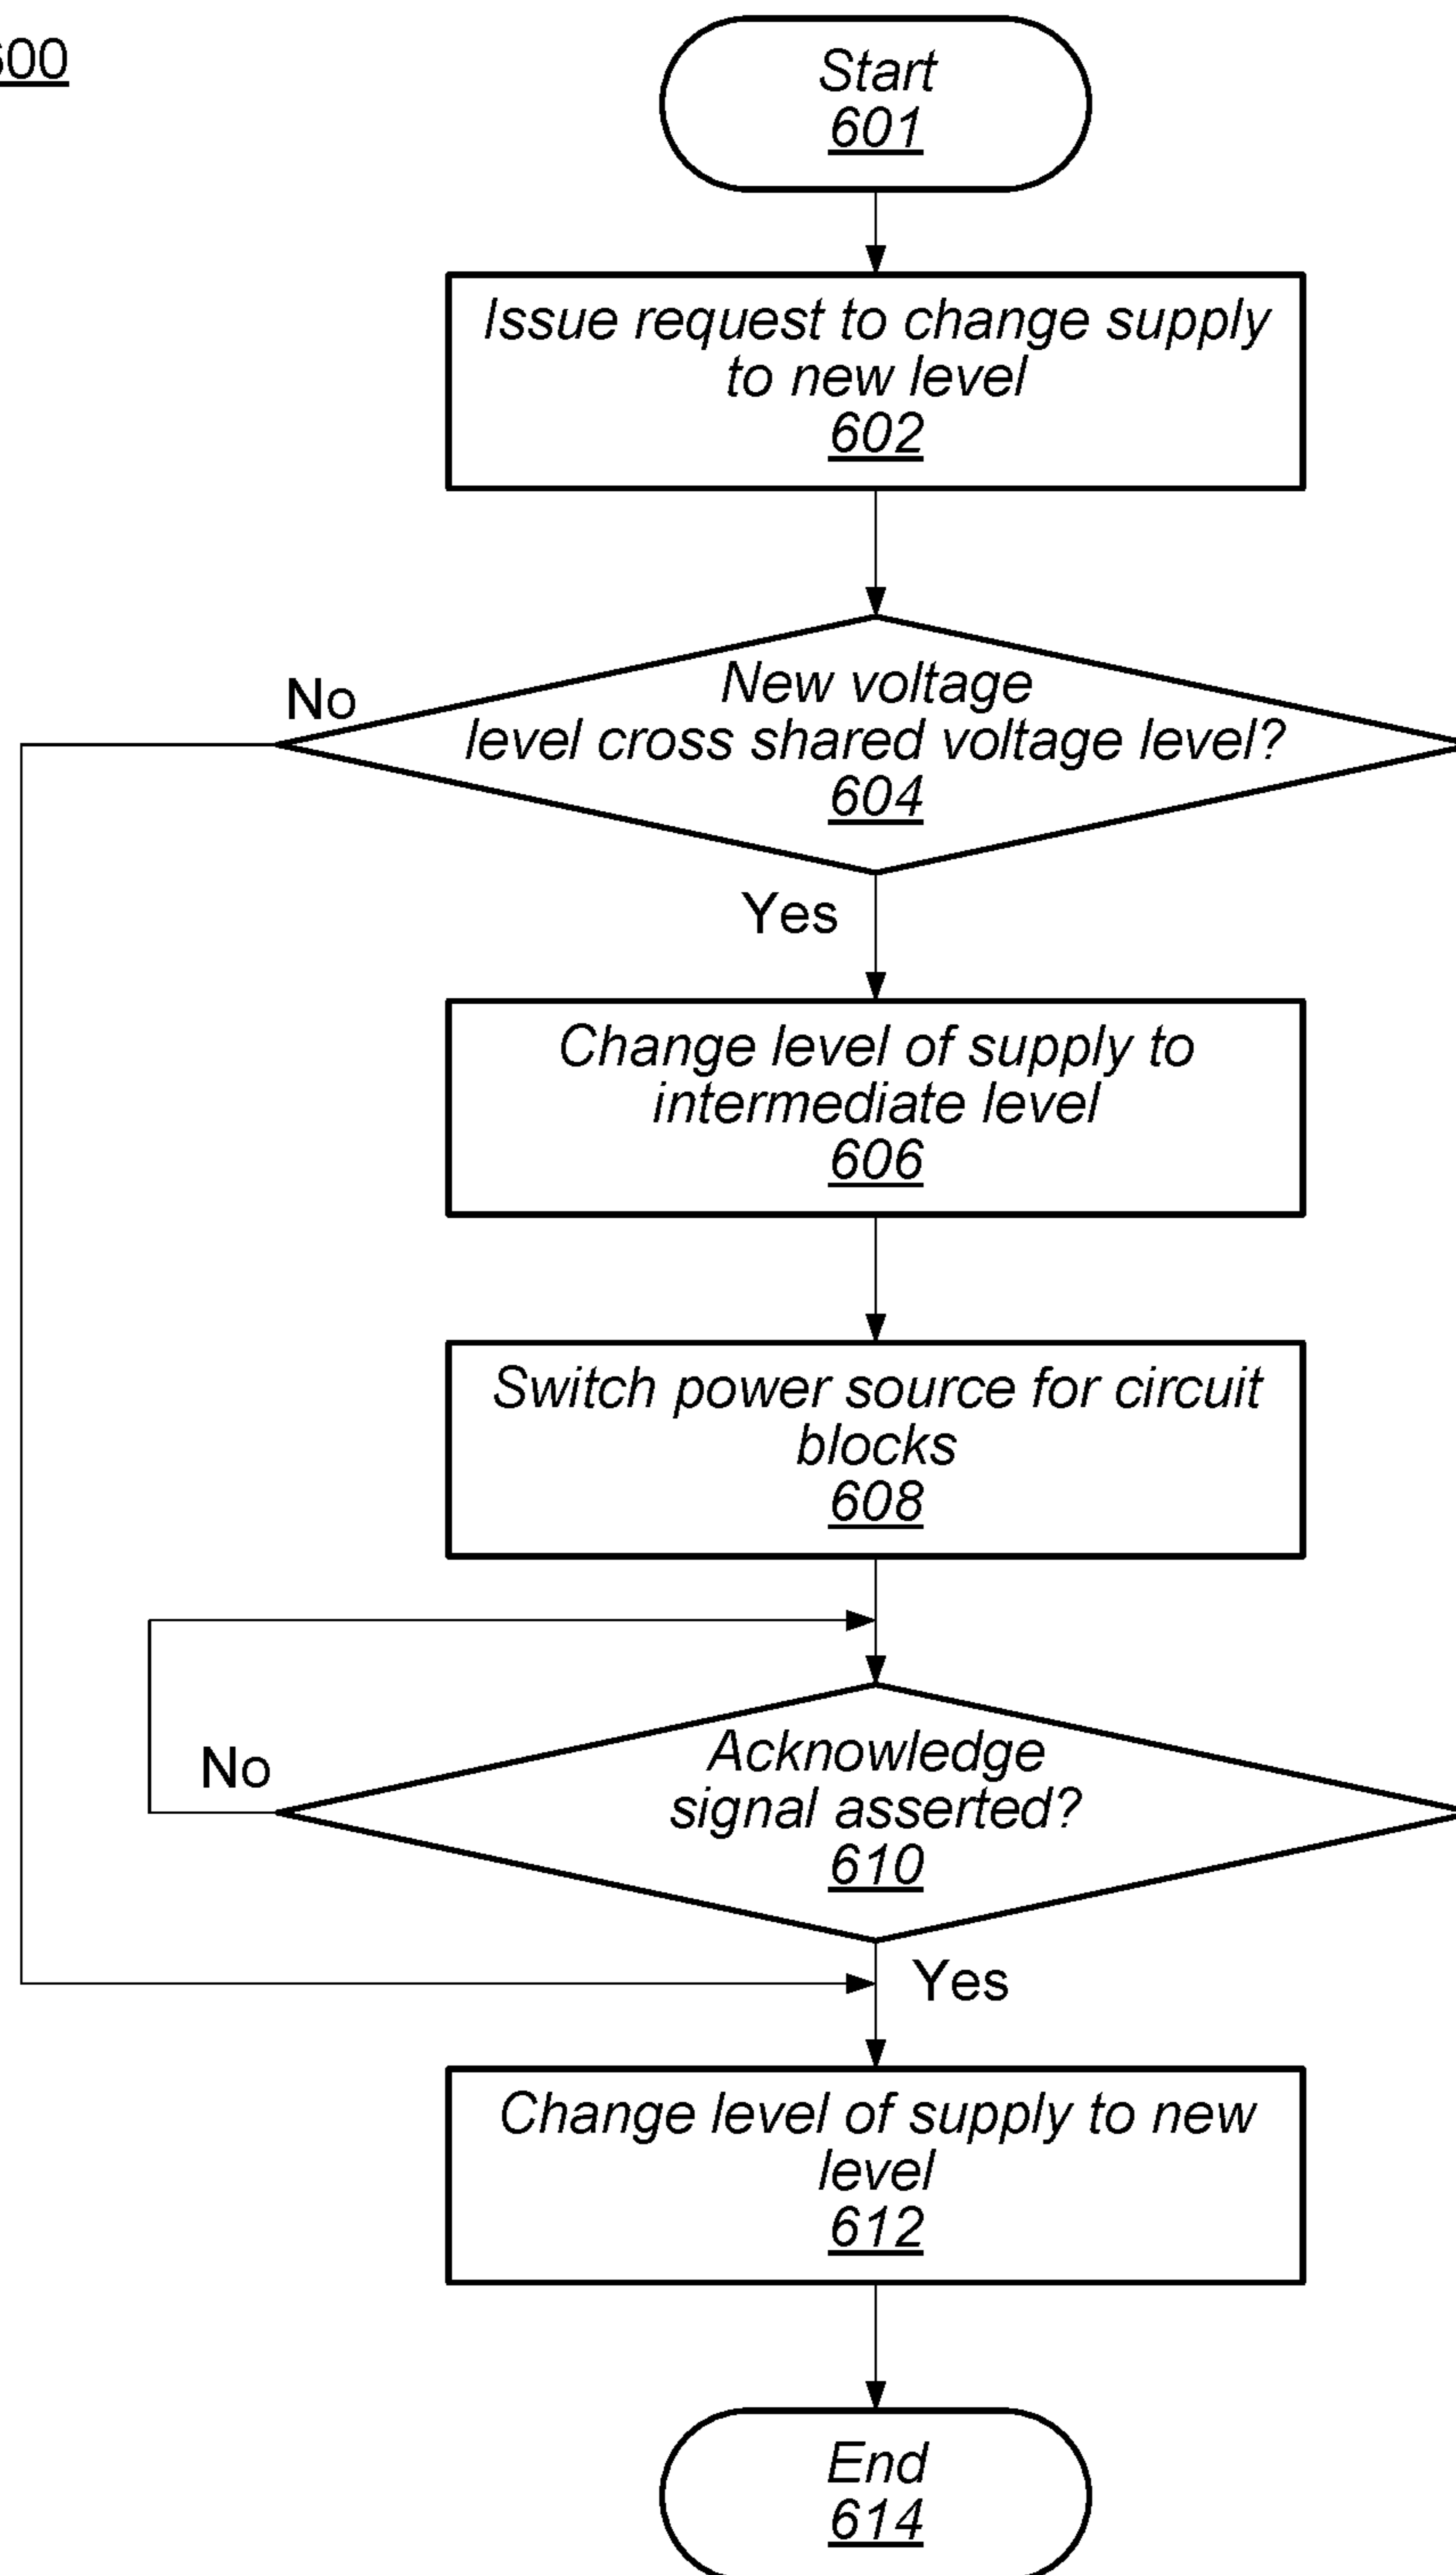 600
Start
601
Issue request to change supply
to new level
602
New voltage
level cross shared voltage level?
604
No
Yes
Change level of supply to
intermediate level
606
Switch power source for circuit
blocks
608
Acknowledge
signal asserted?
610
No
Yes
Change level of supply to new
level
612
End
614